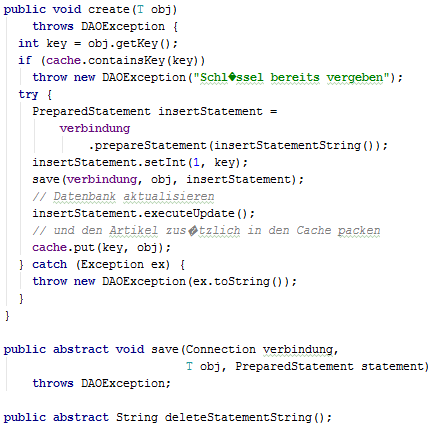 public void create(T obj)
    throws DAOException {
  int key = obj.getKey();
  if (cache.containsKey(key))
    throw new DAOException("Schl�ssel bereits vergeben");
  try {
    PreparedStatement insertStatement =
        verbindung
            .prepareStatement(insertStatementString());
    insertStatement.setInt(1, key);
    save(verbindung, obj, insertStatement);
    // Datenbank aktualisieren
    insertStatement.executeUpdate();
    // und den Artikel zus�tzlich in den Cache packen
    cache.put(key, obj);
  } catch (Exception ex) {
    throw new DAOException(ex.toString());
  }
}
public abstract void save(Connection verbindung,
                          T obj, PreparedStatement statement)
    throws DAOException;
public abstract String deleteStatementString();